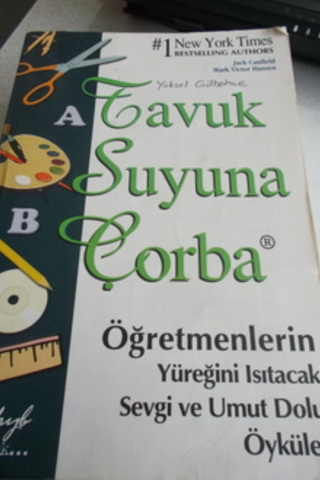 #1 New York Times
BESTSELLING AUTHORS
Jack Canfield
Mark Victor Hansen
Yüksel
A
Tavuk
Suyuna
B
Çorba®
Öğretmenlerin
Yüreğini Isıtacak
Sevgi ve Umut Dolu
Öyküle